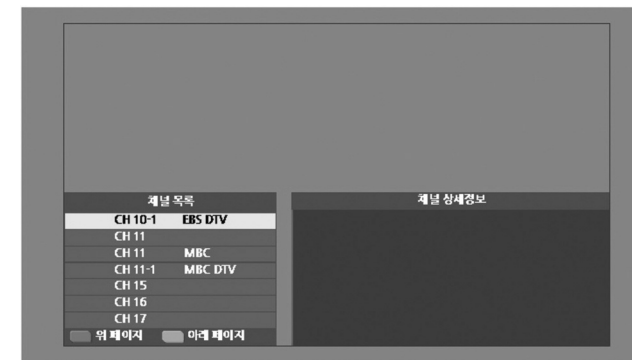 채널 목록
CH 10-1 EBS DTV
CH 11
CH 11 MBC
CH 11-1 MBC DTV
CH 15
CH 16
CH 17
위 페이지 아래 페이지
채널 상세정보